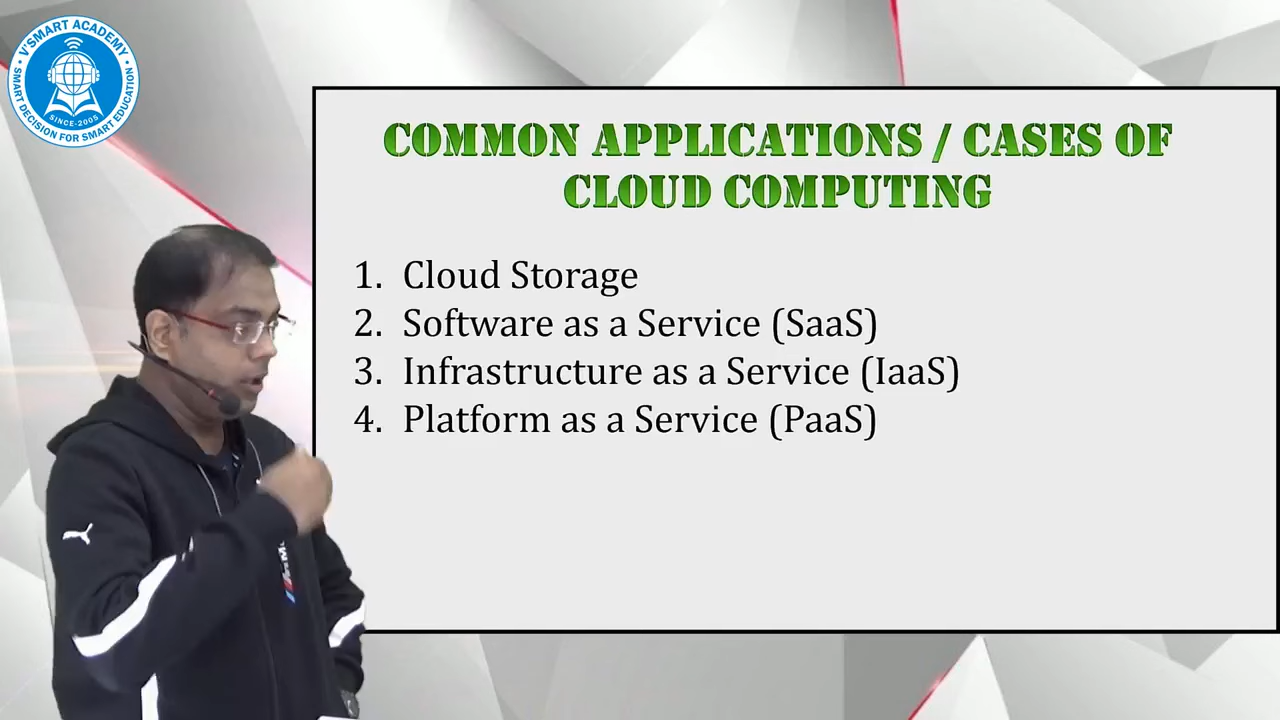 V'SMART ACADEMY
SMART DECISION FOR SMART EDUCATION
SINCE-2005
COMMON APPLICATIONS / CASES OF
CLOUD COMPUTING
1. Cloud Storage
2. Software as a Service (SaaS)
3. Infrastructure as a Service (IaaS)
4. Platform as a Service (PaaS)